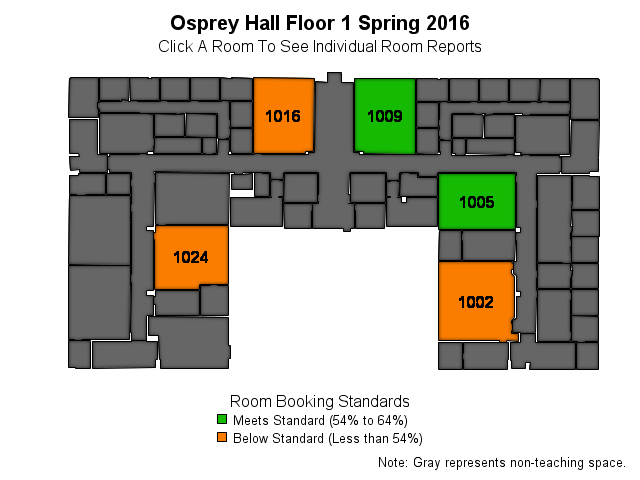 Osprey Hall Floor 1 Spring 2016
Click A Room To See Individual Room Reports
1016
1009
1005
1024
1002
Room Booking Standards
Meets Standard (54% to 64%)
Below Standard (Less than 54%)
Note: Gray represents non-teaching space.